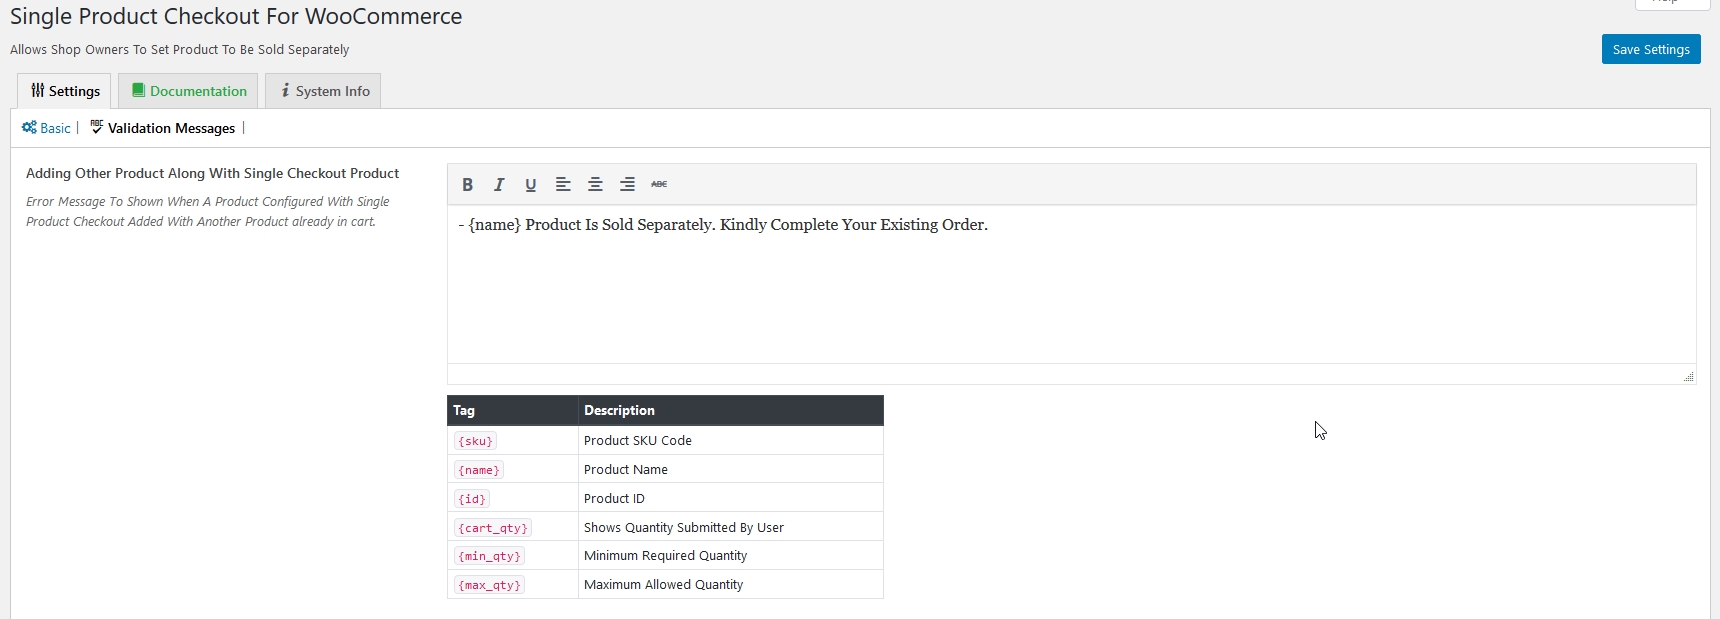 Single Product Checkout For WooCommerce
Allows Shop Owners To Set Product To Be Sold Separately
Save Settings
Settings
Documentation
System Info
Basic |
ABC Validation Messages |
Adding Other Product Along With Single Checkout Product
Error Message To Shown When A Product Configured With Single
Product Checkout Added With Another Product already in cart.
B I U ABC
- {name} Product Is Sold Separately. Kindly Complete Your Existing Order.
Tag Description
{sku} Product SKU Code
{name} Product Name
{id} Product ID
{cart_qty} Shows Quantity Submitted By User
{min_qty} Minimum Required Quantity
{max_qty} Maximum Allowed Quantity